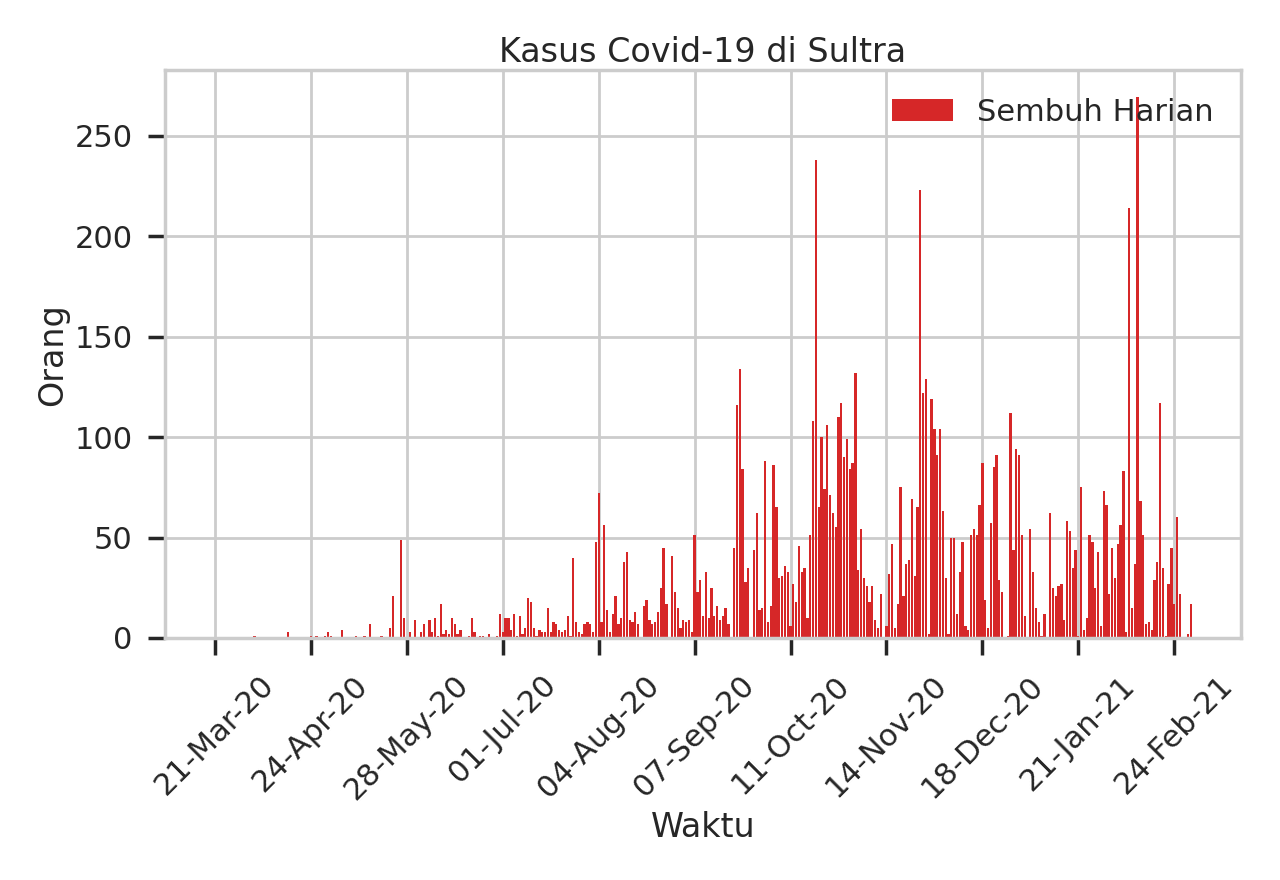 Kasus Covid-19 di Sultra
Sembuh Harian
Orang
250
200
150
100
50
0
21-Mar-20
24-Apr-20
28-May-20
01-Jul-20
04-Aug-20
07-Sep-20
11-Oct-20
14-Nov-20
18-Dec-20
21-Jan-21
24-Feb-21
Waktu